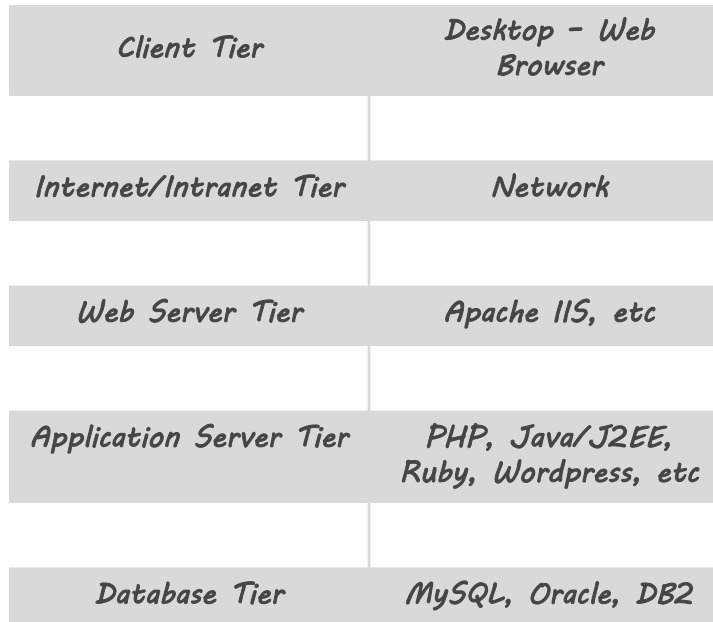 Client Tier
Desktop - Web
Browser
Internet/Intranet Tier
Network
Web Server Tier
Apache IIS, etc
Application Server Tier
PHP, Java/J2EE,
Ruby, Wordpress, etc
Database Tier
MySQL, Oracle, DB2